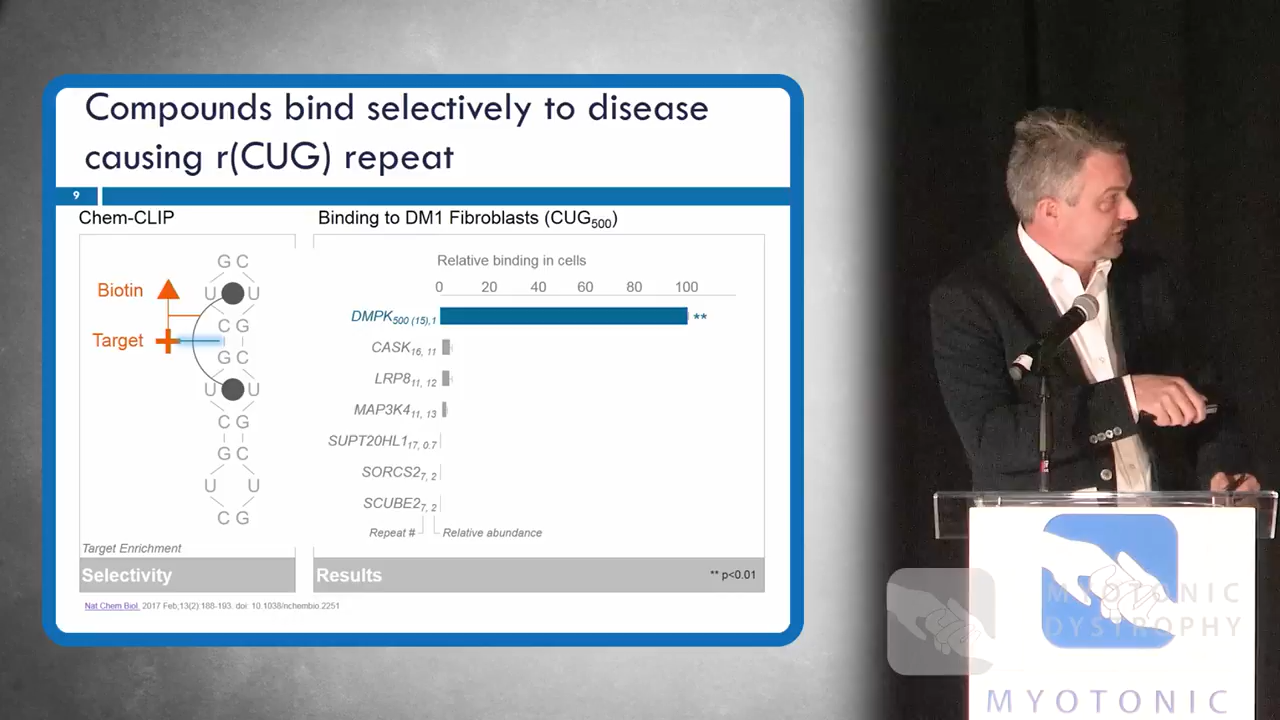 Compounds bind selectively to disease
causing r(CUG) repeat
9
Chem-CLIP
Biotin
Target
G C
U U
C G
G C
U U
C G
G C
U U
C G
Target Enrichment
Selectivity
Binding to DM1 Fibroblasts (CUG500)
Relative binding in cells
0 20 40 60 80 100
DMPK500 (15),1 **
CASK16, 11
LRP811, 12
MAP3K411, 13
SUPT20HL117, 0.7
SORCS27, 2
SCUBE27, 2
Repeat # Relative abundance
Results ** p<0.01
Nat Chem Biol. 2017 Feb;13(2):188-193. doi: 10.1038/nchembio.2251
MYOTONIC
DYSTROPHY
MYOTONIC